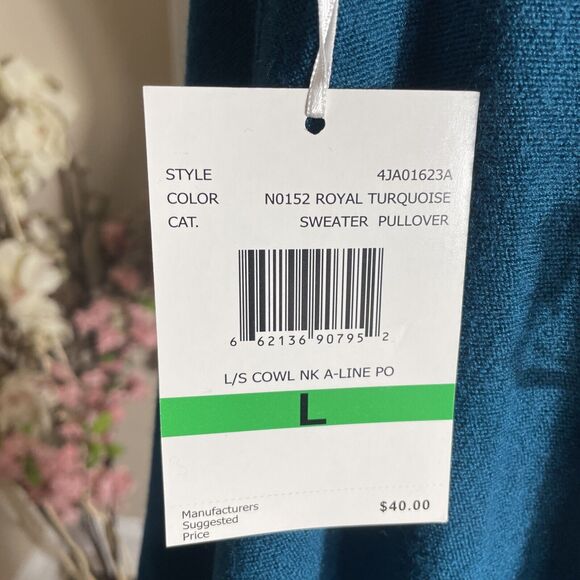 STYLE 4JA01623A
COLOR N0152 ROYAL TURQUOISE
CAT. SWEATER PULLOVER
6 62136 90795 2
L/S COWL NK A-LINE PO
L
Manufacturers
Suggested
Price $40.00